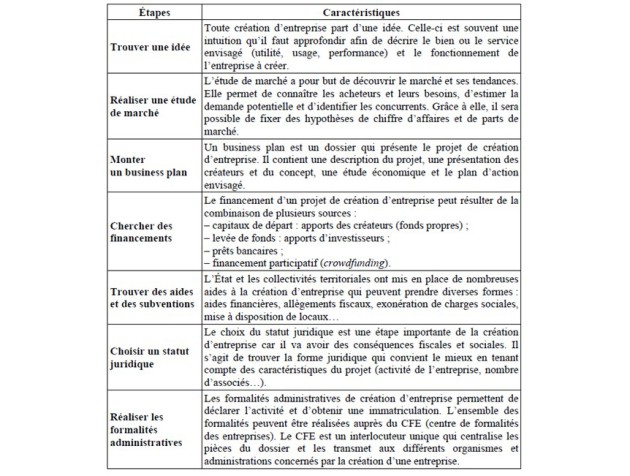 Étapes
Caractéristiques
Trouver une idée
Toute création d’entreprise part d’une idée. Celle-ci est souvent une
intuition qu’il faut approfondir afin de décrire le bien ou le service
envisagé (utilité, usage, performance) et le fonctionnement de
l’entreprise à créer.
Réaliser une étude
de marché
L’étude de marché a pour but de découvrir le marché et ses tendances.
Elle permet de connaître les acheteurs et leurs besoins, d’estimer la
demande potentielle et d’identifier les concurrents. Grâce à elle, il sera
possible de fixer des hypothèses de chiffre d’affaires et de parts de
marché.
Monter
un business plan
Un business plan est un dossier qui présente le projet de création
d’entreprise. Il contient une description du projet, une présentation des
créateurs et du concept, une étude économique et le plan d’action
envisagé.
Chercher des
financements
Le financement d’un projet de création d’entreprise peut résulter de la
combinaison de plusieurs sources :
– capitaux de départ : apports des créateurs (fonds propres) ;
– levée de fonds : apports d’investisseurs ;
– prêts bancaires ;
– financement participatif (crowdfunding).
Trouver des aides
et des subventions
L’État et les collectivités territoriales ont mis en place de nombreuses
aides à la création d’entreprise qui peuvent prendre diverses formes :
aides financières, allègements fiscaux, exonération de charges sociales,
mise à disposition de locaux…
Choisir un statut
juridique
Le choix du statut juridique est une étape importante de la création
d’entreprise car il va avoir des conséquences fiscales et sociales. Il
s’agit de trouver la forme juridique qui convient le mieux en tenant
compte des caractéristiques du projet (activité de l’entreprise, nombre
d’associés…).
Réaliser les
formalités
administratives
Les formalités administratives de création d’entreprise permettent de
déclarer l’activité et d’obtenir une immatriculation. L’ensemble des
formalités peuvent être réalisées auprès du CFE (centre de formalités
des entreprises). Le CFE est un interlocuteur unique qui centralise les
pièces du dossier et les transmet aux différents organismes et
administrations concernés par la création d’une entreprise.